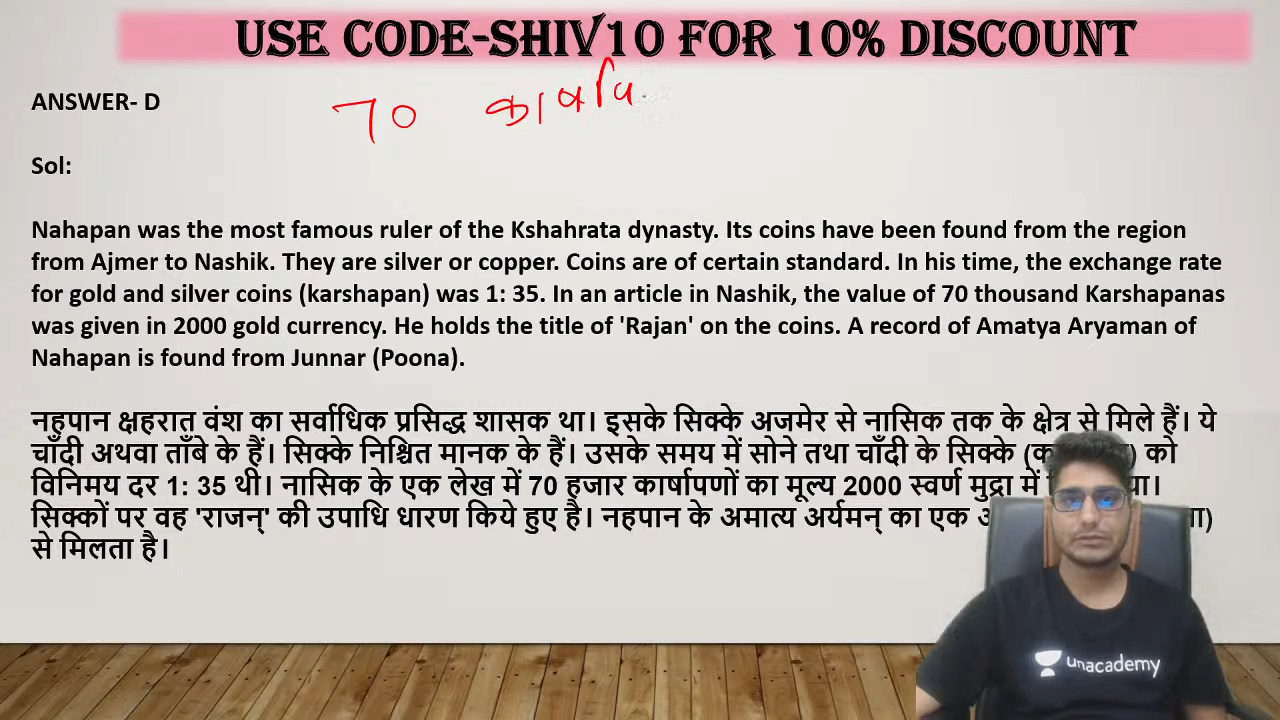 USE CODE-SHIV10 FOR 10% DISCOUNT
ANSWER- D
70 कार्षाप
Sol:
Nahapan was the most famous ruler of the Kshahrata dynasty. Its coins have been found from the region
from Ajmer to Nashik. They are silver or copper. Coins are of certain standard. In his time, the exchange rate
for gold and silver coins (karshapan) was 1: 35. In an article in Nashik, the value of 70 thousand Karshapanas
was given in 2000 gold currency. He holds the title of 'Rajan' on the coins. A record of Amatya Aryaman of
Nahapan is found from Junnar (Poona).
नहपान क्षहरात वंश का सर्वाधिक प्रसिद्ध शासक था। इसके सिक्के अजमेर से नासिक तक के क्षेत्र से मिले हैं। ये
चाँदी अथवा ताँबे के हैं। सिक्के निश्चित मानक के हैं। उसके समय में सोने तथा चाँदी के सिक्के को
विनिमय दर 1: 35 थी। नासिक के एक लेख में 70 हजार कार्षापणों का मूल्य 2000 स्वर्ण मुद्रा में
सिक्कों पर वह 'राजन्' की उपाधि धारण किये हुए है। नहपान के अमात्य अर्यमन् का एक
से मिलता है।
unacademy